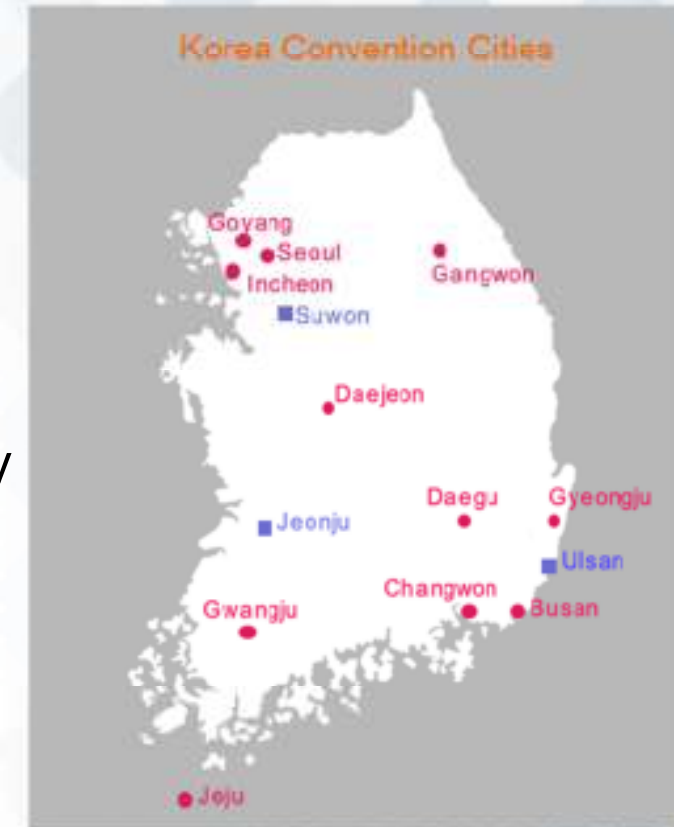 Korea Convention Cities
Goyang
Seoul
Gangwon
Incheon
Suwon
Daejeon
y
Daegu
Gyeongju
Jeonju
Ulsan
Changwon
Gwangju
Busan
Jeju